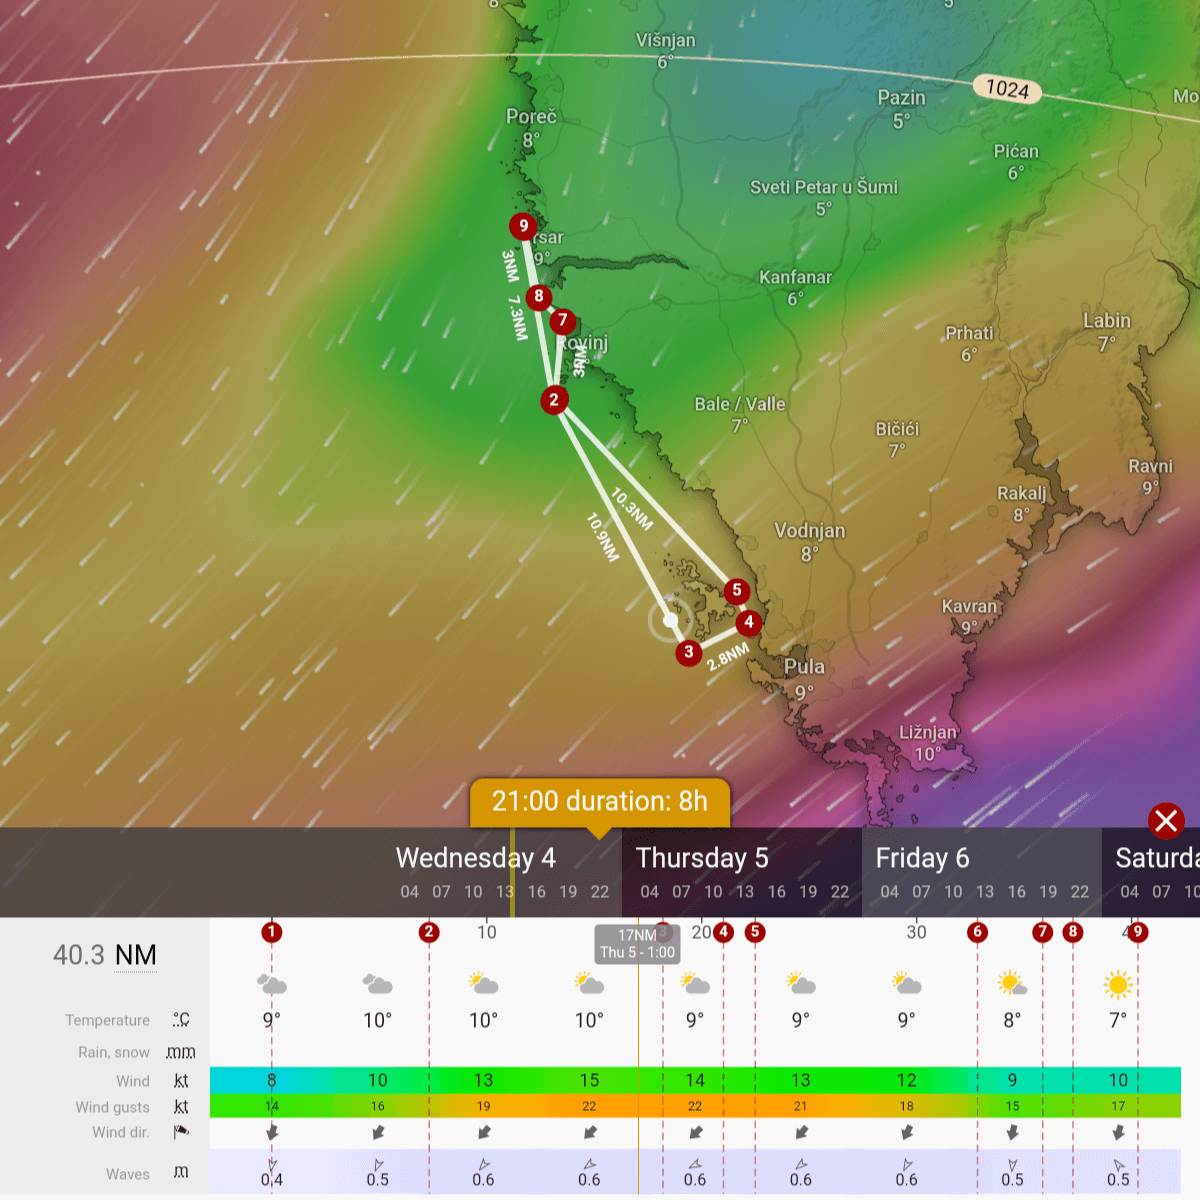 8
5
Višnjan
6°
1024
Pazin
5°
Mo
Poreč
8°
Pićan
6°
Sveti Petar u Šumi
5°
9
rsar
9°
3NM
Kanfanar
6°
8
7.3NM
7
Labin
7°
Prhati
6°
Rovinj
3NM
2
Bale / Valle
7°
Bičići
7°
Ravni
9°
Rakalj
8°
10.3NM
10.9NM
Vodnjan
8°
5
Kavran
9°
4
3
2.8NM
Pula
9°
Ližnjan
10°
21:00 duration: 8h
Wednesday 4 Thursday 5 Friday 6 Saturda
04 07 10 13 16 19 22 04 07 10 13 16 19 22 04 07 10 13 16 19 22 04 07 10
1 2 10 17NM 3 20 4 5 30 6 7 8 4 9
Thu 5 - 1:00
40.3 NM
Temperature °C 9° 10° 10° 10° 9° 9° 9° 8° 7°
Rain, snow mm
Wind kt 8 10 13 15 14 13 12 9 10
Wind gusts kt 14 16 19 22 22 21 18 15 17
Wind dir.
Waves m 0.4 0.5 0.6 0.6 0.6 0.6 0.6 0.5 0.5